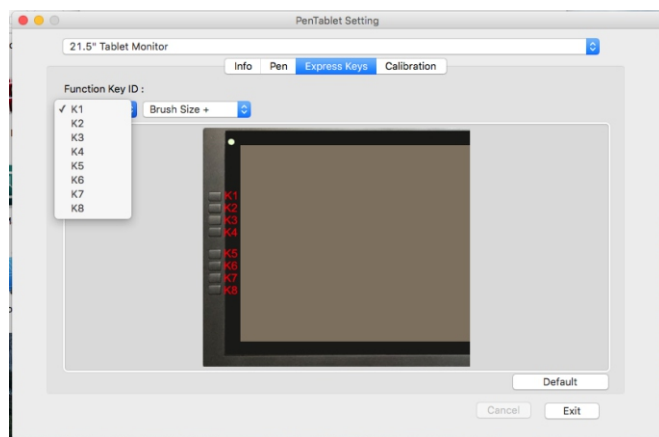 PenTablet Setting
21.5" Tablet Monitor
Info Pen Express Keys Calibration
Function Key ID :
✓ K1 Brush Size +
K2
K3
K4
K5
K6
K7
K8
K1
K2
K3
K4
K5
K6
K7
K8
Default
Cancel Exit